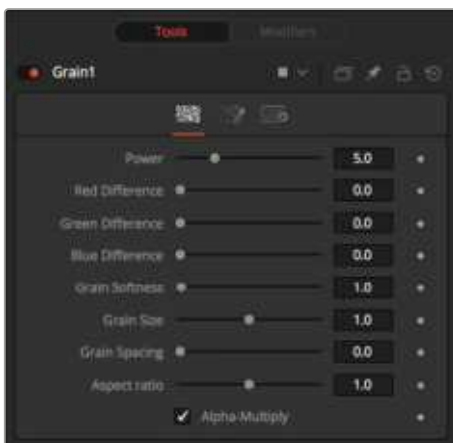 Tools Modifiers
Grain1
Power 5.0
Red Difference 0.0
Green Difference 0.0
Blue Difference 0.0
Grain Softness 1.0
Grain Size 1.0
Grain Spacing 0.0
Aspect ratio 1.0
Alpha-Multiply